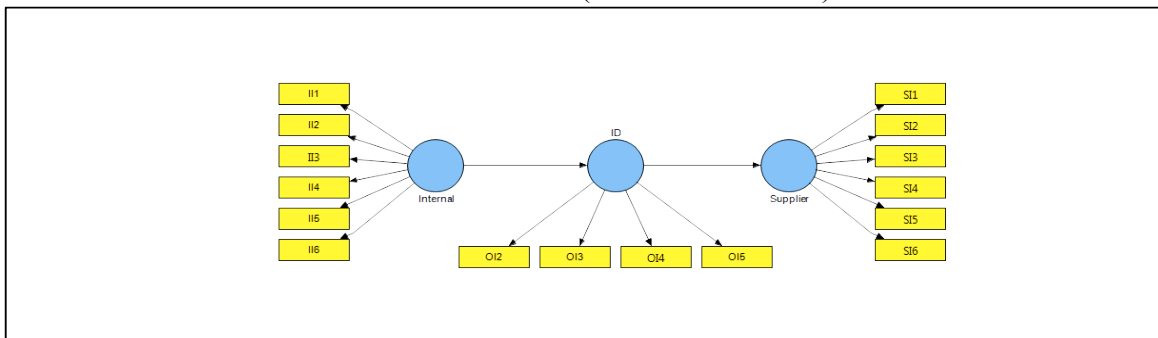 II1
II2
II3
II4
II5
II6
Internal
ID
OI2
OI3
OI4
OI5
Supplier
SI1
SI2
SI3
SI4
SI5
SI6